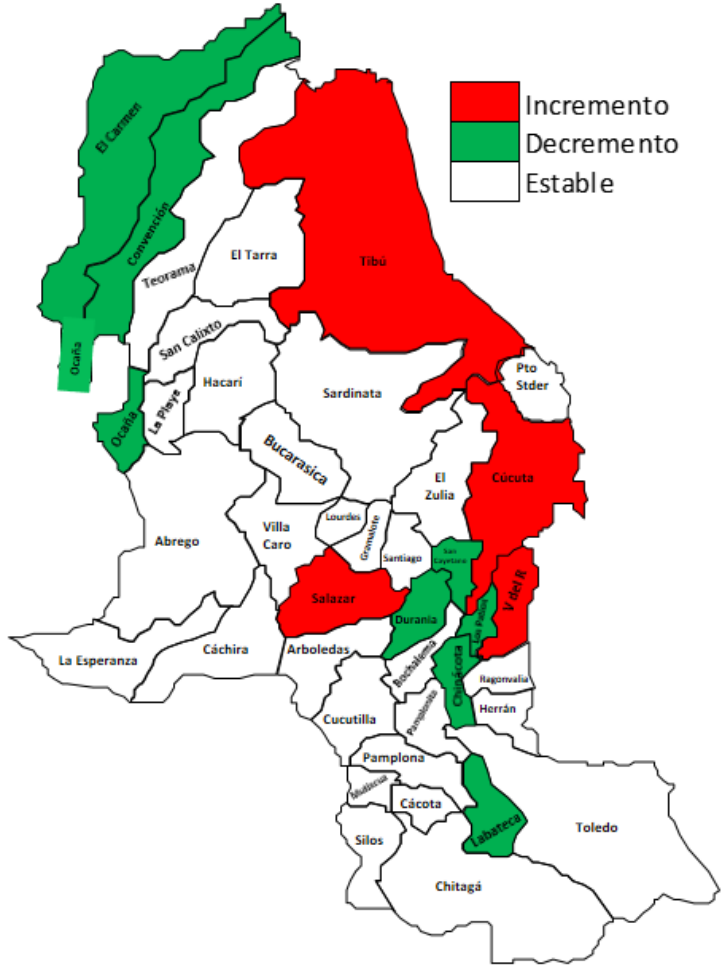 Incremento
Decremento
Estable
El Carmen
Convención
Teorama
El Tarra
Tibú
Ocaña
San Calixto
Hacarí
La Playa
Sardinata
Pto
Stder
Ocaña
Bucarasica
El
Zulia
Cúcuta
Abrego
Villa
Caro
Lourdes
Gramalote
Santiago
San
Cayetano
Salazar
Durania
Los Patios
V del R
La Esperanza
Cáchira
Arboledas
Bochalema
Chinácota
Ragonvalia
Herrán
Cucutilla
Pamplonita
Pamplona
Mutiscua
Cácota
Silos
Labateca
Toledo
Chitagá